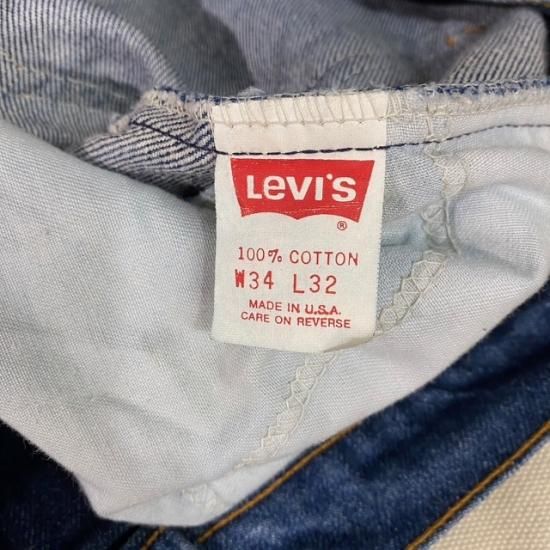 LEVI'S
®
100% COTTON
W34 L32
MADE IN U.S.A.
CARE ON REVERSE